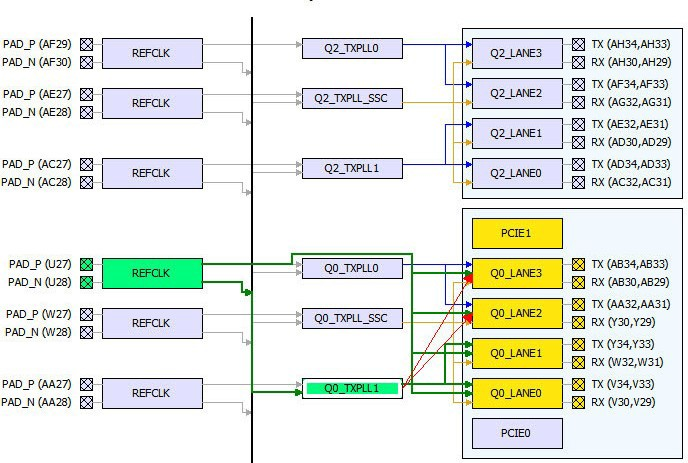 PAD_P (AF29)
REFCLK
Q2_TXPLL0
Q2_LANE3
TX (AH34,AH33)
PAD_N (AF30)
RX (AH30,AH29)
PAD_P (AE27)
REFCLK
Q2_TXPLL_SSC
Q2_LANE2
TX (AF34,AF33)
PAD_N (AE28)
RX (AG32,AG31)
Q2_LANE1
TX (AE32,AE31)
RX (AD30,AD29)
PAD_P (AC27)
REFCLK
Q2_TXPLL1
Q2_LANE0
TX (AD34,AD33)
PAD_N (AC28)
RX (AC32,AC31)
PCIE1
PAD_P (U27)
REFCLK
Q0_TXPLL0
Q0_LANE3
TX (AB34,AB33)
PAD_N (U28)
RX (AB30,AB29)
PAD_P (W27)
REFCLK
Q0_TXPLL_SSC
Q0_LANE2
TX (AA32,AA31)
PAD_N (W28)
RX (Y30,Y29)
Q0_LANE1
TX (Y34,Y33)
RX (W32,W31)
PAD_P (AA27)
REFCLK
Q0_TXPLL1
Q0_LANE0
TX (V34,V33)
PAD_N (AA28)
RX (V30,V29)
PCIE0